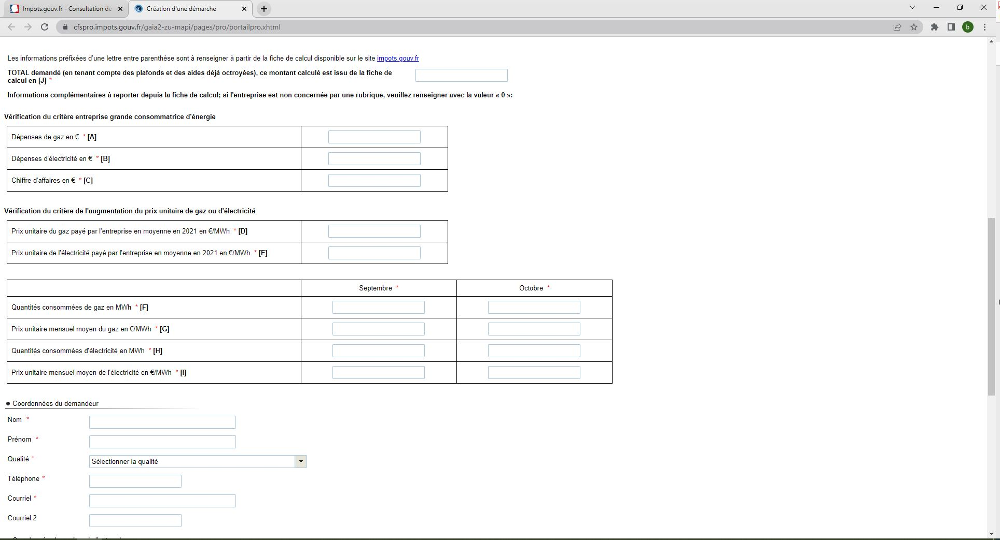 Impots.gouv.fr - Consultation de
Création d'une démarche
cfspro.impots.gouv.fr/gaia2-zu-mapi/pages/pro/portailpro.xhtml
b
Les informations préfixées d'une lettre entre parenthèse sont à renseigner à partir de la fiche de calcul disponible sur le site impots.gouv.fr
TOTAL demandé (en tenant compte des plafonds et des aides déjà octroyées), ce montant calculé est issu de la fiche de
calcul en [J] *
Informations complémentaires à reporter depuis la fiche de calcul; si l'entreprise est non concernée par une rubrique, veuillez renseigner avec la valeur « 0 »:
Vérification du critère entreprise grande consommatrice d'énergie
Dépenses de gaz en € * [A]
Dépenses d'électricité en € * [B]
Chiffre d'affaires en € * [C]
Vérification du critère de l'augmentation du prix unitaire de gaz ou d'électricité
Prix unitaire du gaz payé par l'entreprise en moyenne en 2021 en €/MWh * [D]
Prix unitaire de l'électricité payé par l'entreprise en moyenne en 2021 en €/MWh * [E]
Septembre * Octobre *
Quantités consommées de gaz en MWh * [F]
Prix unitaire mensuel moyen du gaz en €/MWh * [G]
Quantités consommées d'électricité en MWh * [H]
Prix unitaire mensuel moyen de l'électricité en €/MWh * [I]
Coordonnées du demandeur
Nom *
Prénom *
Qualité * Sélectionner la qualité
Téléphone *
Courriel *
Courriel 2